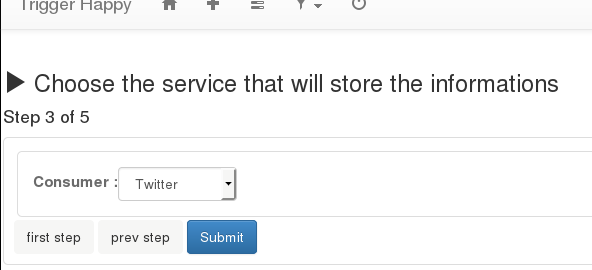 Trigger Happy
Choose the service that will store the informations
Step 3 of 5
Consumer : Twitter
first step prev step Submit